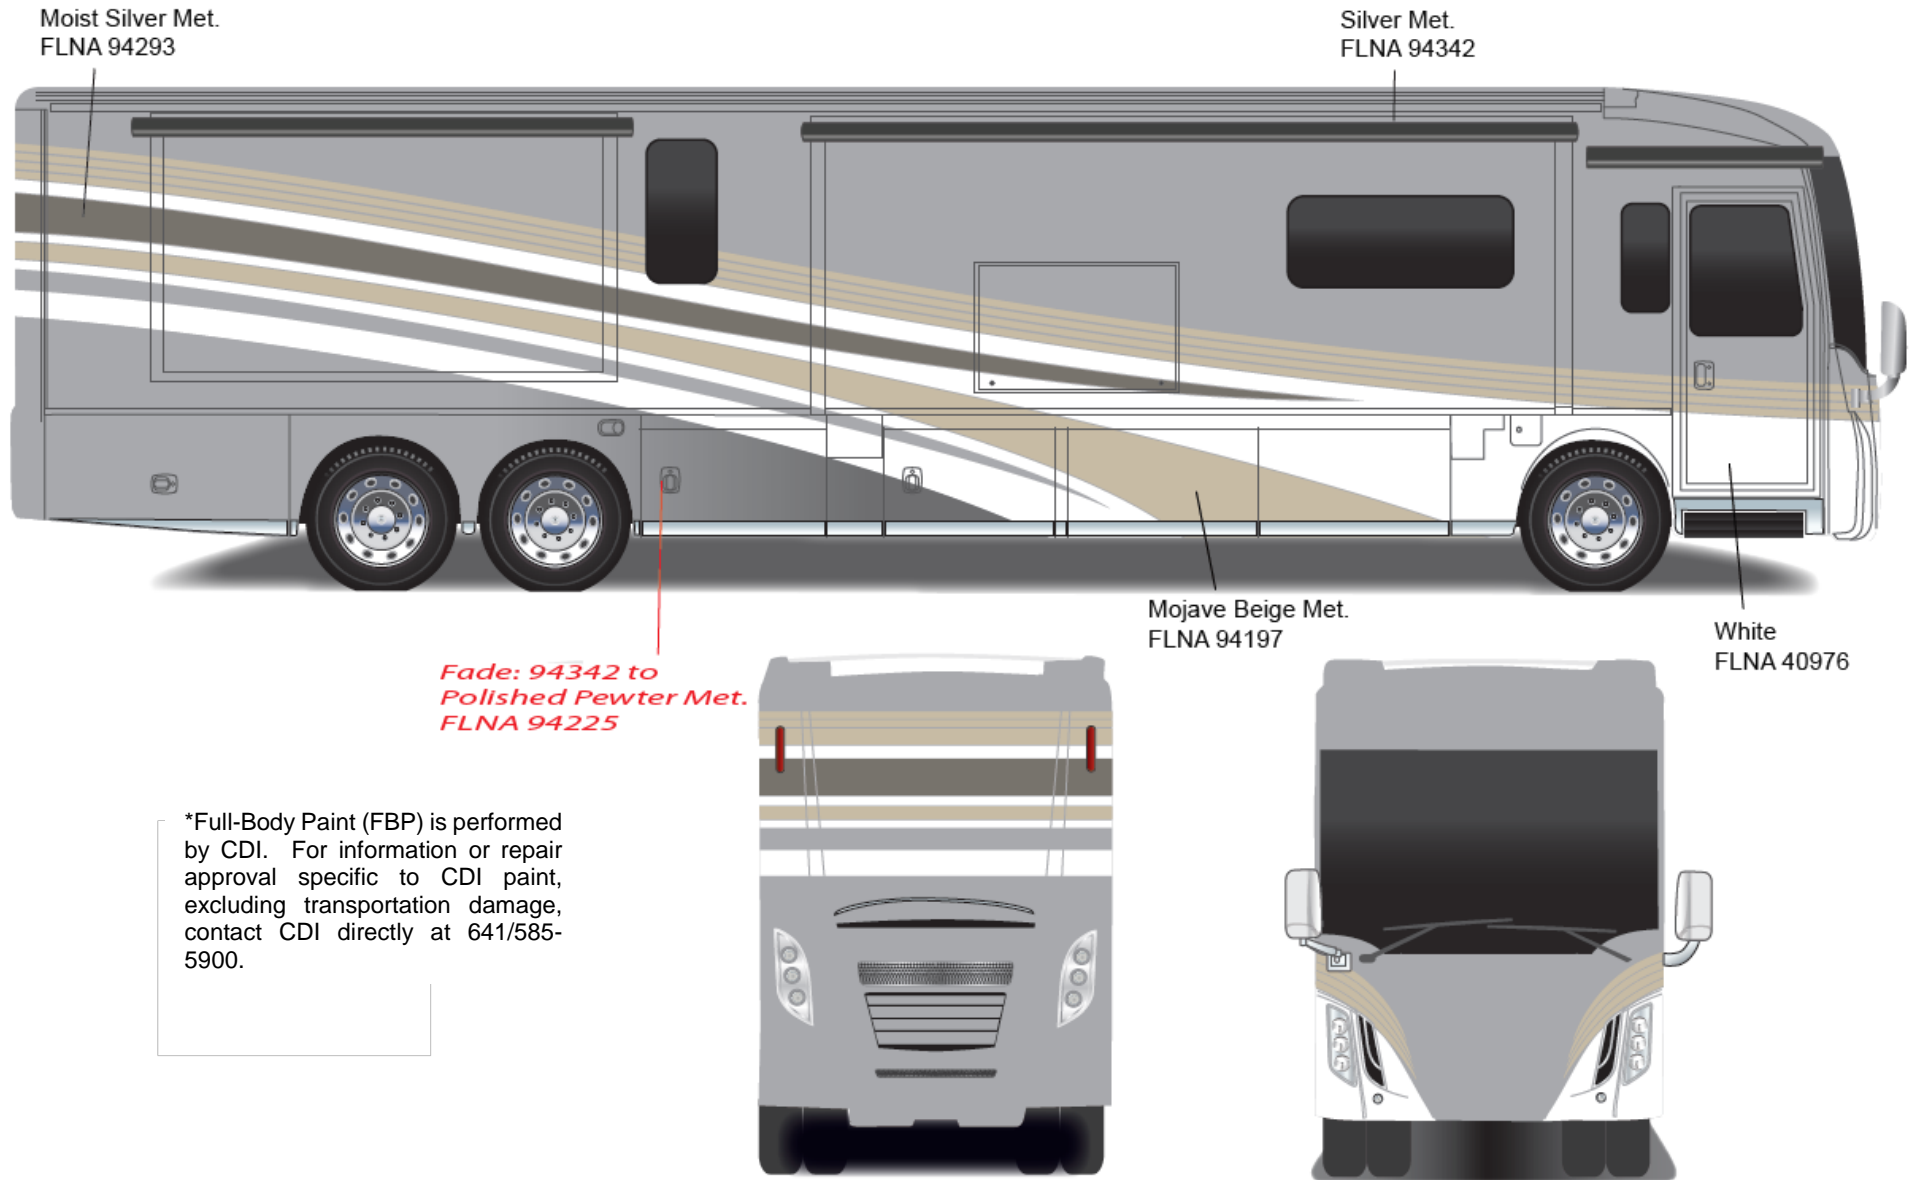 Moist Silver Met.
FLNA 94293
Silver Met.
FLNA 94342
Mojave Beige Met.
FLNA 94197
White
FLNA 40976
Fade: 94342 to
Polished Pewter Met.
FLNA 94225
*Full-Body Paint (FBP) is performed
by CDI. For information or repair
approval specific to CDI paint,
excluding transportation damage,
contact CDI directly at 641/585-
5900.